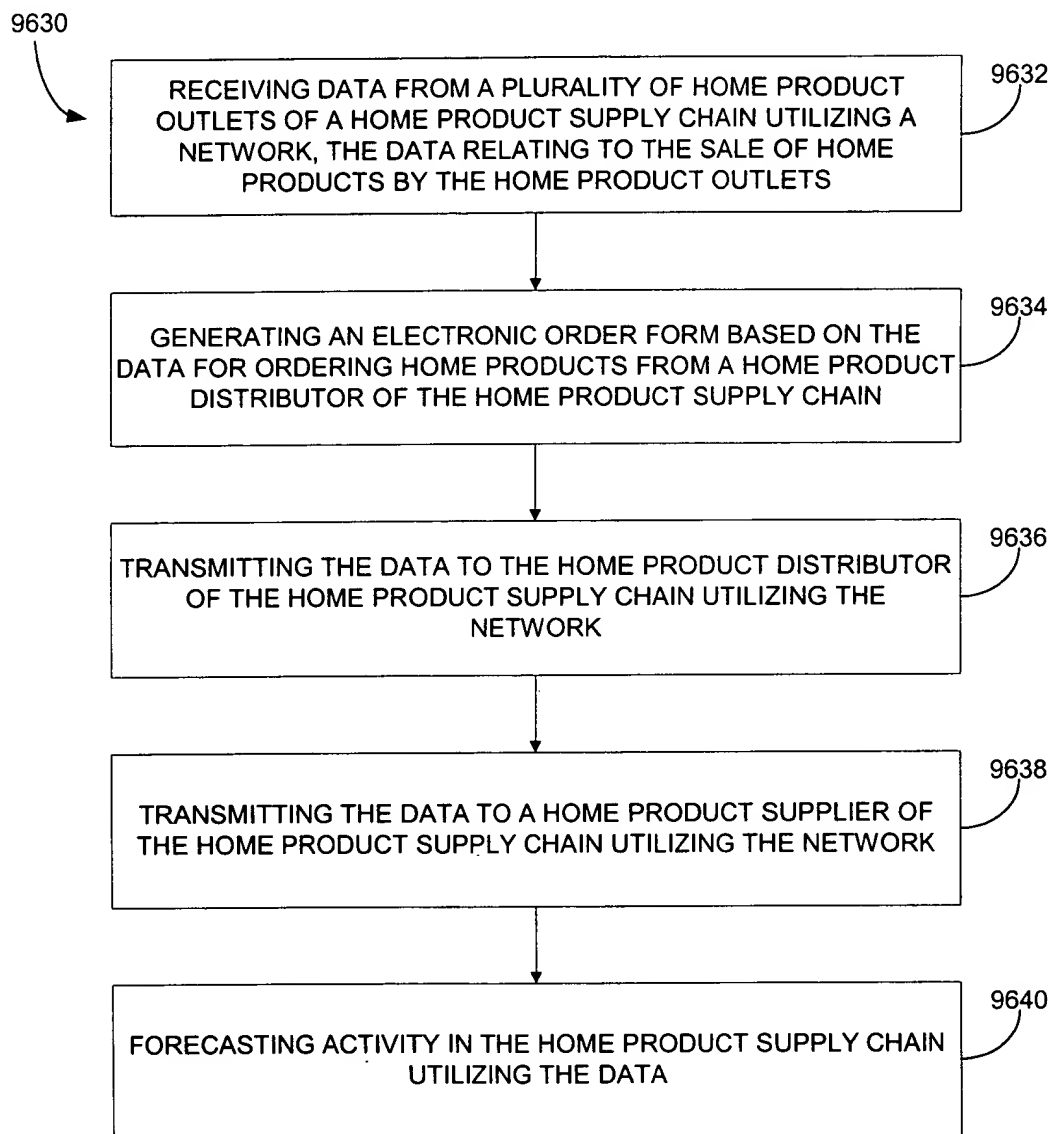 9630
RECEIVING DATA FROM A PLURALITY OF HOME PRODUCT
OUTLETS OF A HOME PRODUCT SUPPLY CHAIN UTILIZING A
NETWORK, THE DATA RELATING TO THE SALE OF HOME
PRODUCTS BY THE HOME PRODUCT OUTLETS
9632
GENERATING AN ELECTRONIC ORDER FORM BASED ON THE
DATA FOR ORDERING HOME PRODUCTS FROM A HOME PRODUCT
DISTRIBUTOR OF THE HOME PRODUCT SUPPLY CHAIN
9634
TRANSMITTING THE DATA TO THE HOME PRODUCT DISTRIBUTOR
OF THE HOME PRODUCT SUPPLY CHAIN UTILIZING THE
NETWORK
9636
TRANSMITTING THE DATA TO A HOME PRODUCT SUPPLIER OF
THE HOME PRODUCT SUPPLY CHAIN UTILIZING THE NETWORK
9638
FORECASTING ACTIVITY IN THE HOME PRODUCT SUPPLY CHAIN
UTILIZING THE DATA
9640